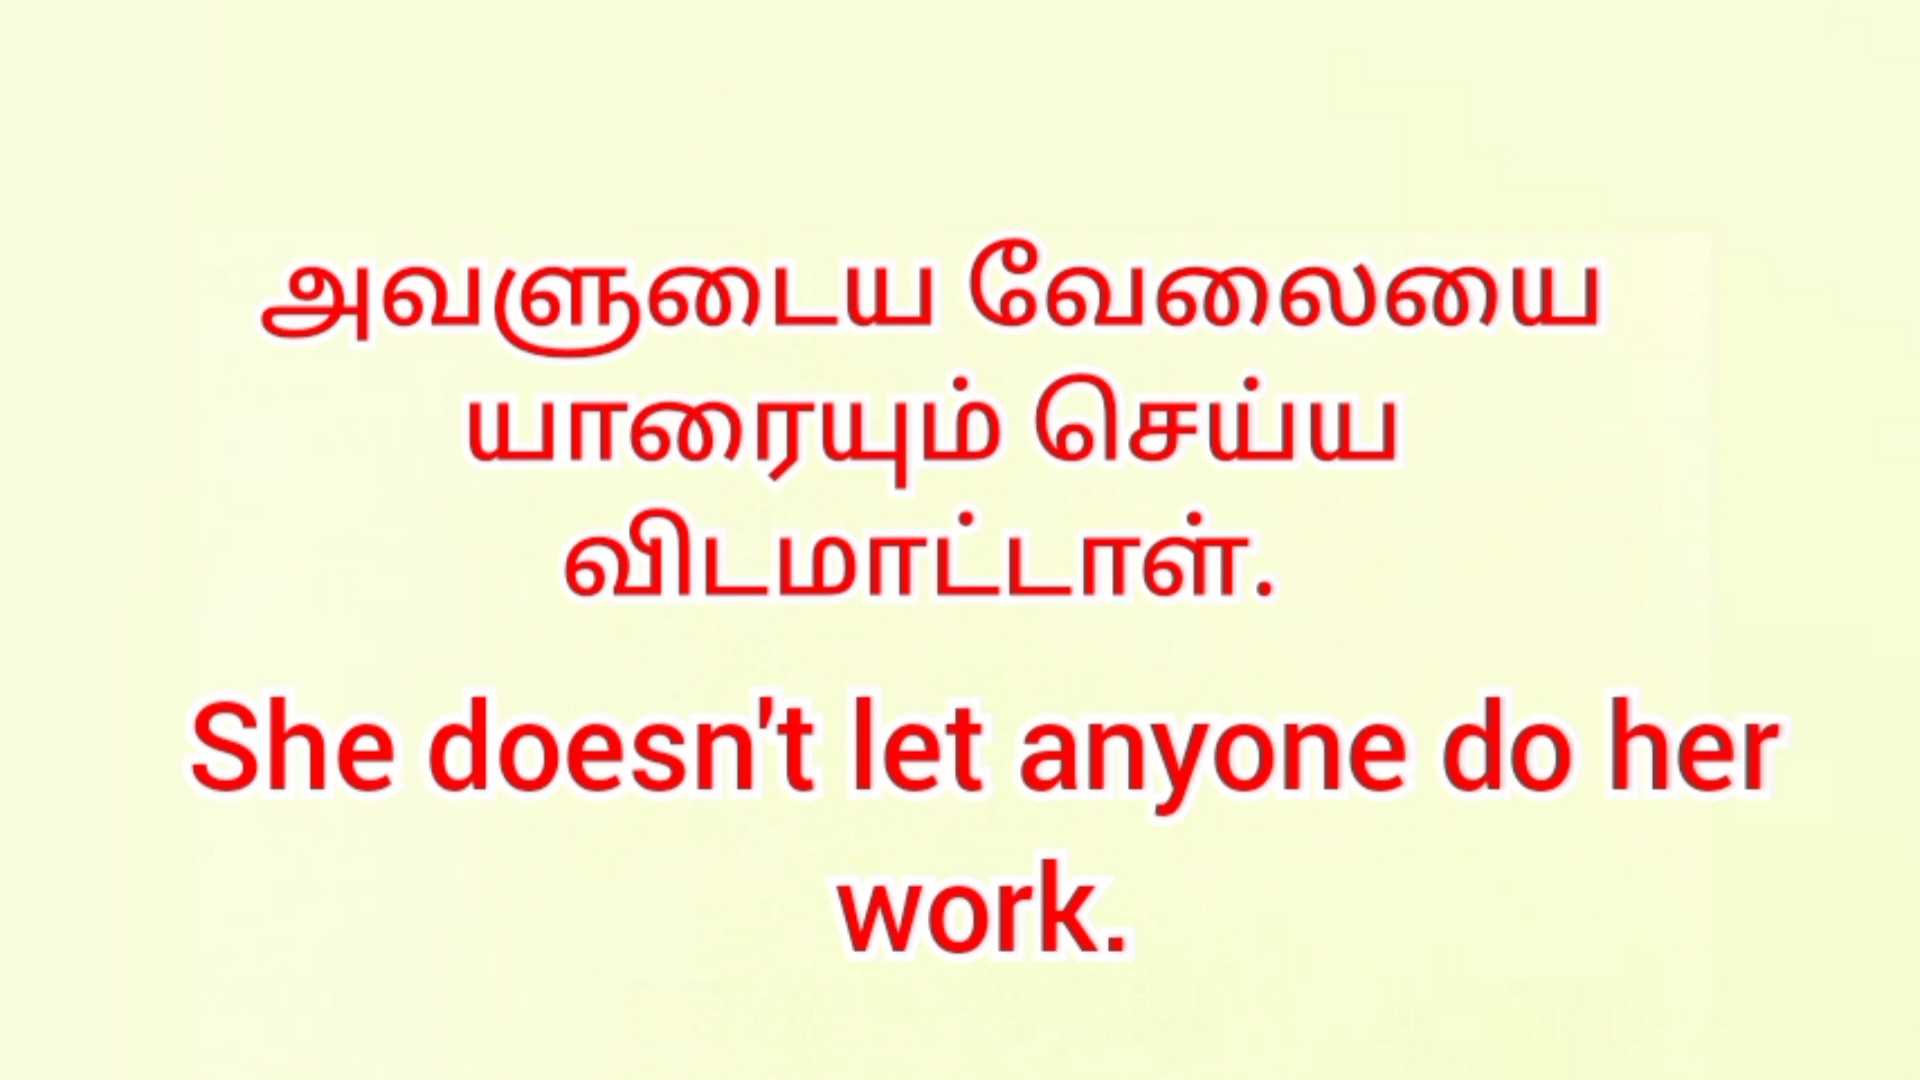 அவளுடைய வேலையை
யாரையும் செய்ய
விடமாட்டாள்.
She doesn't let anyone do her
work.